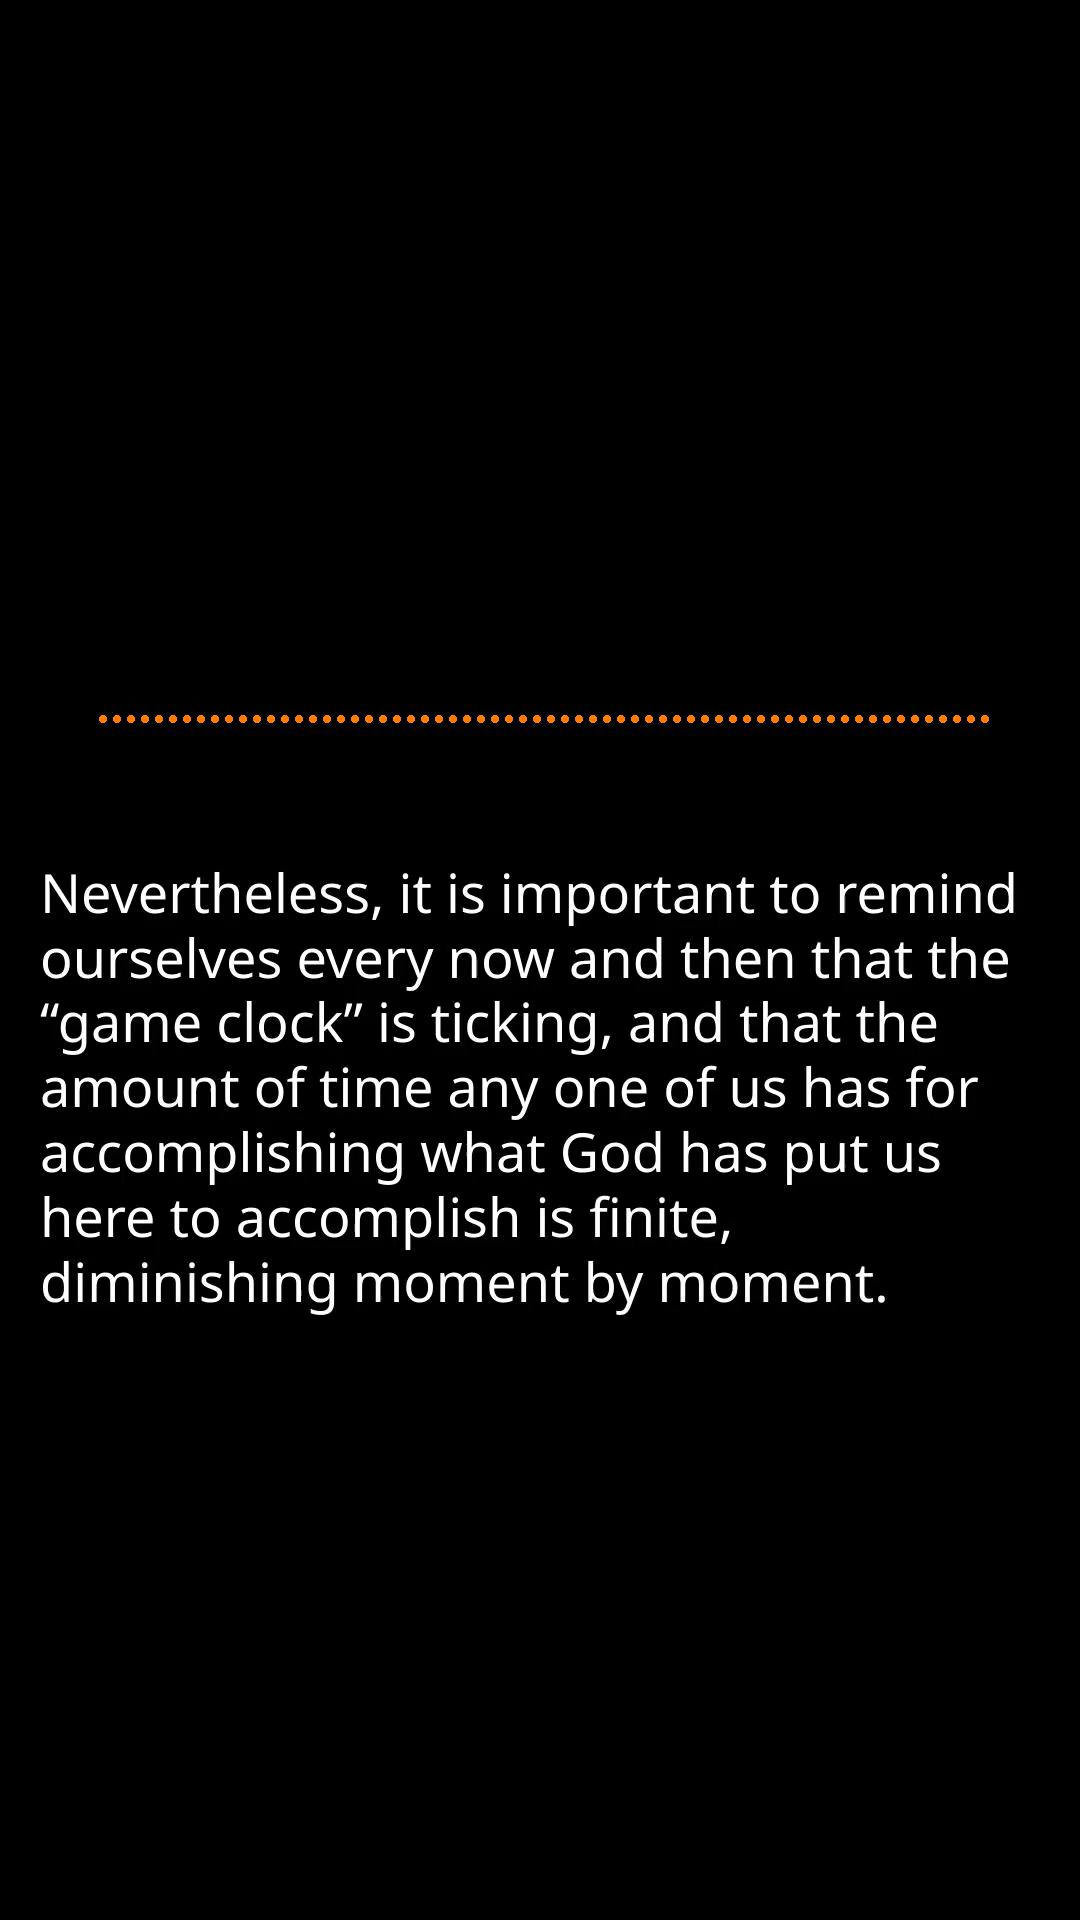 Nevertheless, it is important to remind
ourselves every now and then that the
“game clock” is ticking, and that the
amount of time any one of us has for
accomplishing what God has put us
here to accomplish is finite,
diminishing moment by moment.